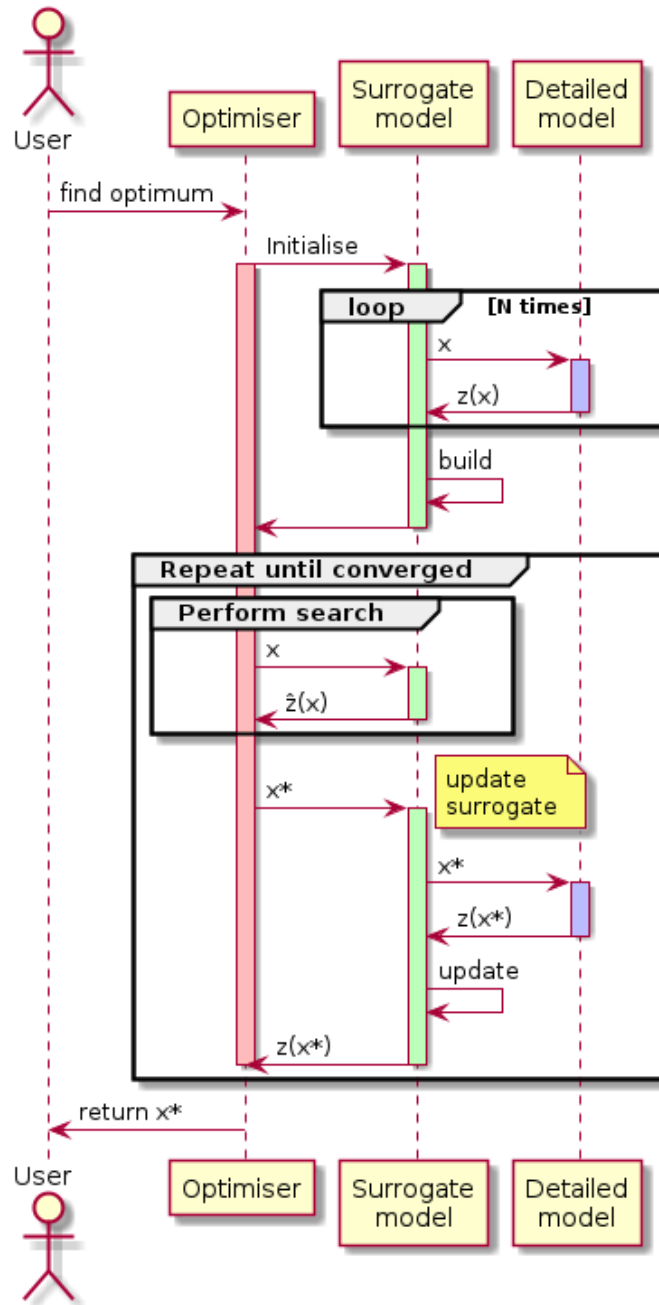 User
Optimiser
Surrogate
model
Detailed
model
find optimum
Initialise
loop [N times]
x
z(x)
build
Repeat until converged
Perform search
x
ẑ(x)
update
surrogate
x*
x*
z(x*)
update
z(x*)
return x*
User
Optimiser
Surrogate
model
Detailed
model